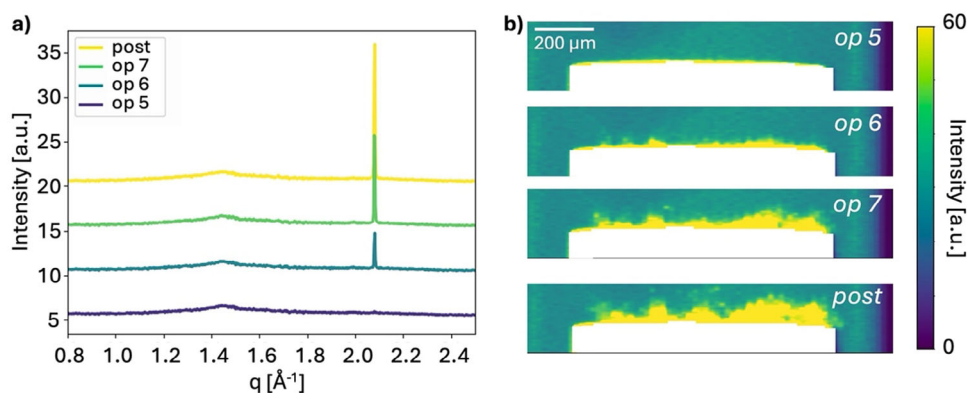 a)
35
30
25
20
15
10
5
Intensity [a.u.]
post
op 7
op 6
op 5
0.8 1.0 1.2 1.4 1.6 1.8 2.0 2.2 2.4
q [Å⁻¹]
b)
200 µm
op 5
op 6
op 7
post
60
Intensity [a.u.]
0